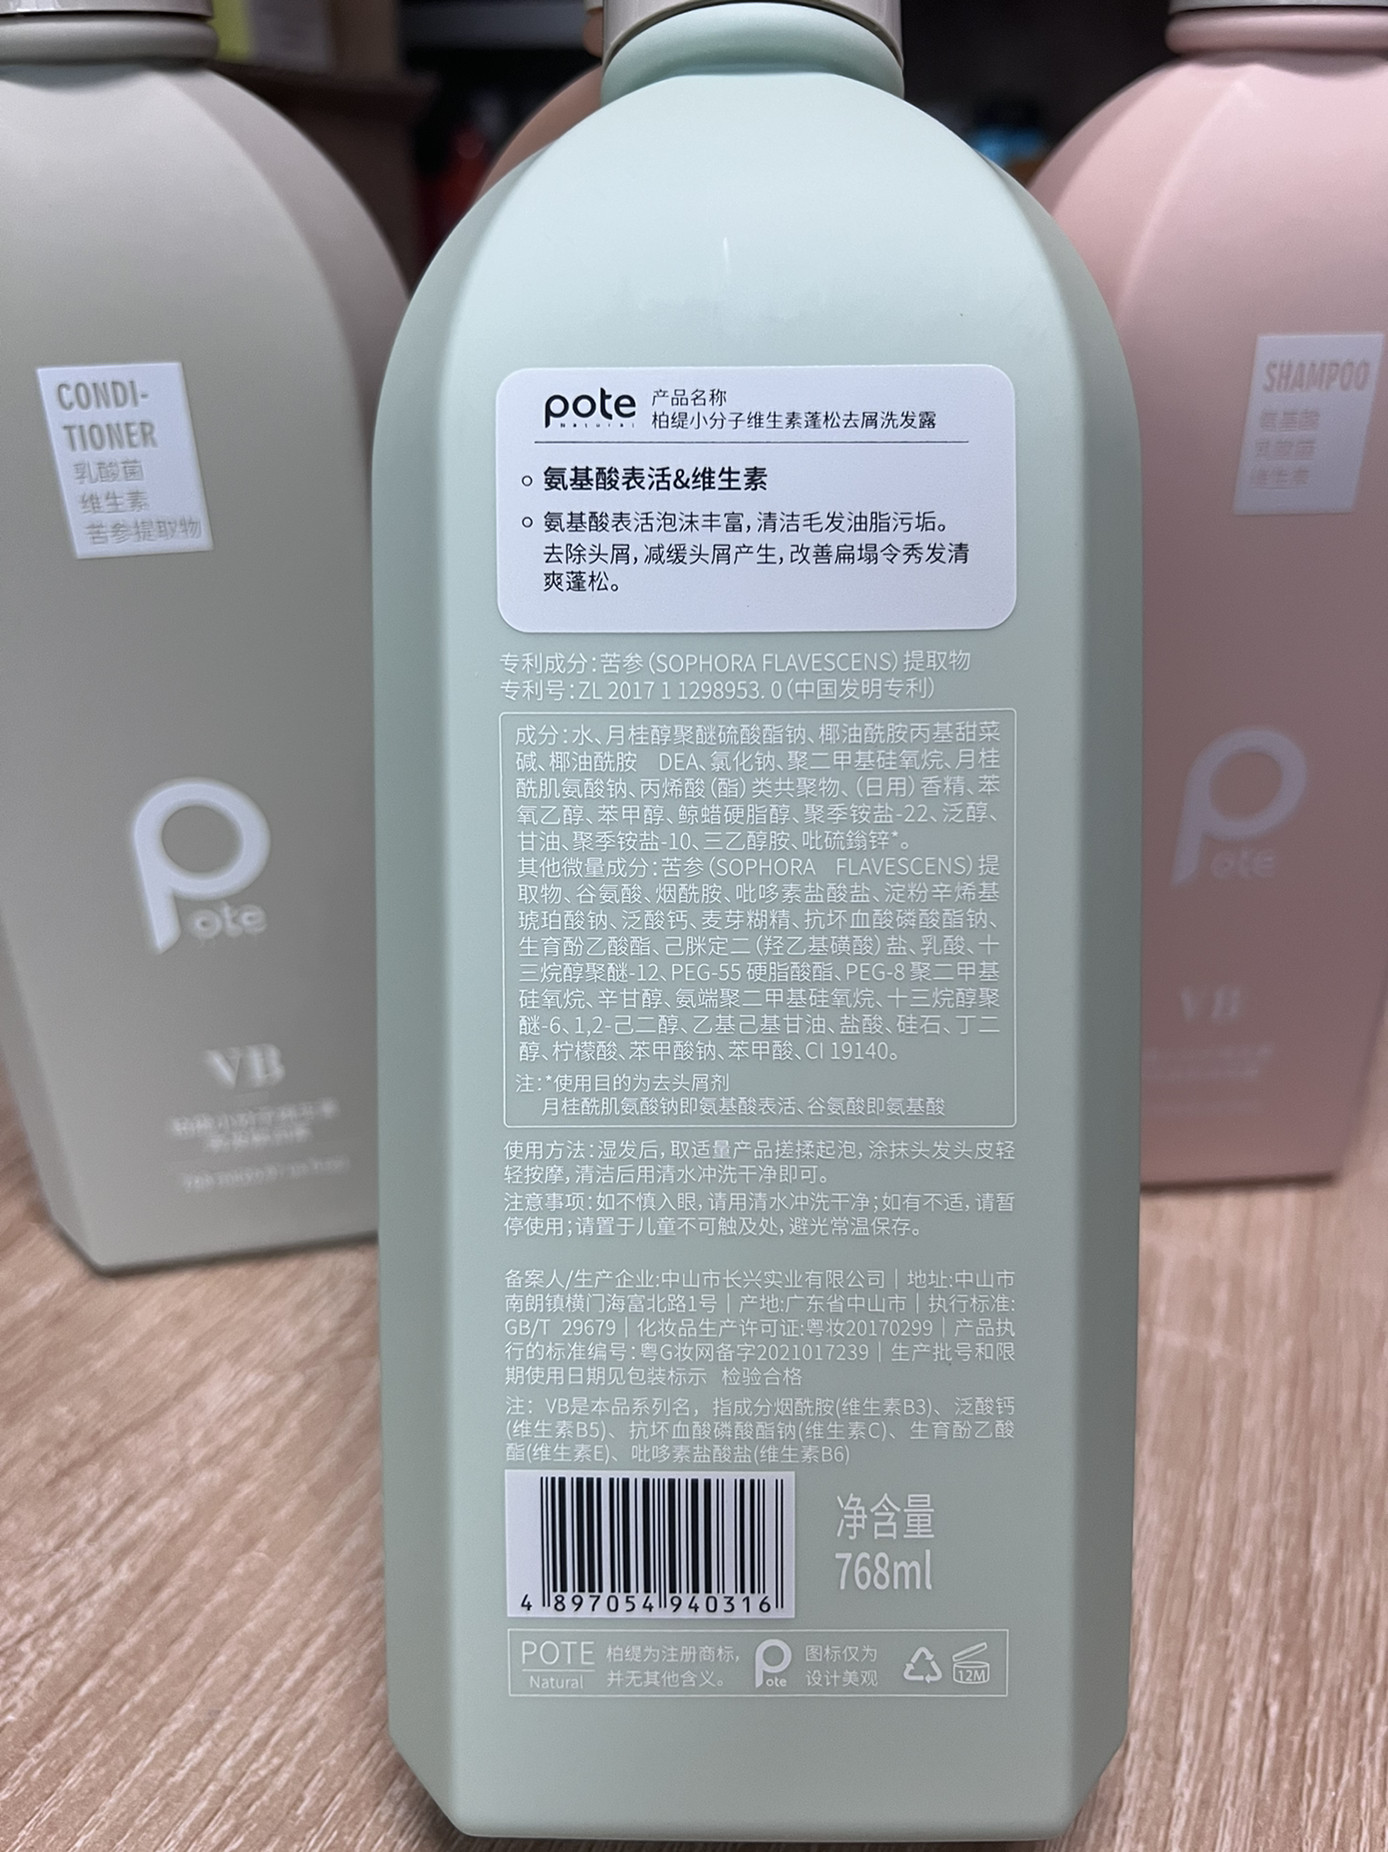 CONDI-
TIONER
乳酸菌
维生素
苦参提取物
Pote
VB
pote
Natural
产品名称
柏缇小分子维生素蓬松去屑洗发露
氨基酸表活&维生素
氨基酸表活泡沫丰富,清洁毛发油脂污垢。
去除头屑,减缓头屑产生,改善扁塌令秀发清
爽蓬松。
专利成分:苦参(SOPHORA FLAVESCENS)提取物
专利号:ZL 2017 1 1298953. 0(中国发明专利)
成分:水、月桂醇聚醚硫酸酯钠、椰油酰胺丙基甜菜
碱、椰油酰胺 DEA、氯化钠、聚二甲基硅氧烷、月桂
酰肌氨酸钠、丙烯酸(酯)类共聚物、(日用)香精、苯
氧乙醇、苯甲醇、鲸蜡硬脂醇、聚季铵盐-22、泛醇、
甘油、聚季铵盐-10、三乙醇胺、吡硫鎓锌*。
其他微量成分:苦参(SOPHORA FLAVESCENS)提
取物、谷氨酸、烟酰胺、吡哆素盐酸盐、淀粉辛烯基
琥珀酸钠、泛酸钙、麦芽糊精、抗坏血酸磷酸酯钠、
生育酚乙酸酯、己脒定二(羟乙基磺酸)盐、乳酸、十
三烷醇聚醚-12、PEG-55 硬脂酸酯、PEG-8 聚二甲基
硅氧烷、辛甘醇、氨端聚二甲基硅氧烷、十三烷醇聚
醚-6、1,2-己二醇、乙基己基甘油、盐酸、硅石、丁二
醇、柠檬酸、苯甲酸钠、苯甲酸、CI 19140。
注:*使用目的为去头屑剂
月桂酰肌氨酸钠即氨基酸表活、谷氨酸即氨基酸
使用方法:湿发后,取适量产品搓揉起泡,涂抹头发头皮轻
轻按摩,清洁后用清水冲洗干净即可。
注意事项:如不慎入眼,请用清水冲洗干净;如有不适,请暂
停使用;请置于儿童不可触及处,避光常温保存。
备案人/生产企业:中山市长兴实业有限公司｜地址:中山市
南朗镇横门海富北路1号｜产地:广东省中山市｜执行标准:
GB/T 29679｜化妆品生产许可证:粤妆20170299｜产品执
行的标准编号:粤G妆网备字2021017239｜生产批号和限
期使用日期见包装标示 检验合格
注: VB是本品系列名, 指成分烟酰胺(维生素B3)、泛酸钙
(维生素B5)、抗坏血酸磷酸酯钠(维生素C)、生育酚乙酸
酯(维生素E)、吡哆素盐酸盐(维生素B6)
4 897054 940316
净含量
768ml
POTE
Natural
柏缇为注册商标,
并无其他含义。
Pote
图标仅为
设计美观
12M
SHAMPOO
氨基酸
乳酸菌
维生素
Pote
VB